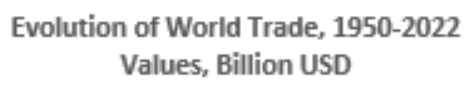 Evolution of World Trade, 1950-2022
Values, Billion USD